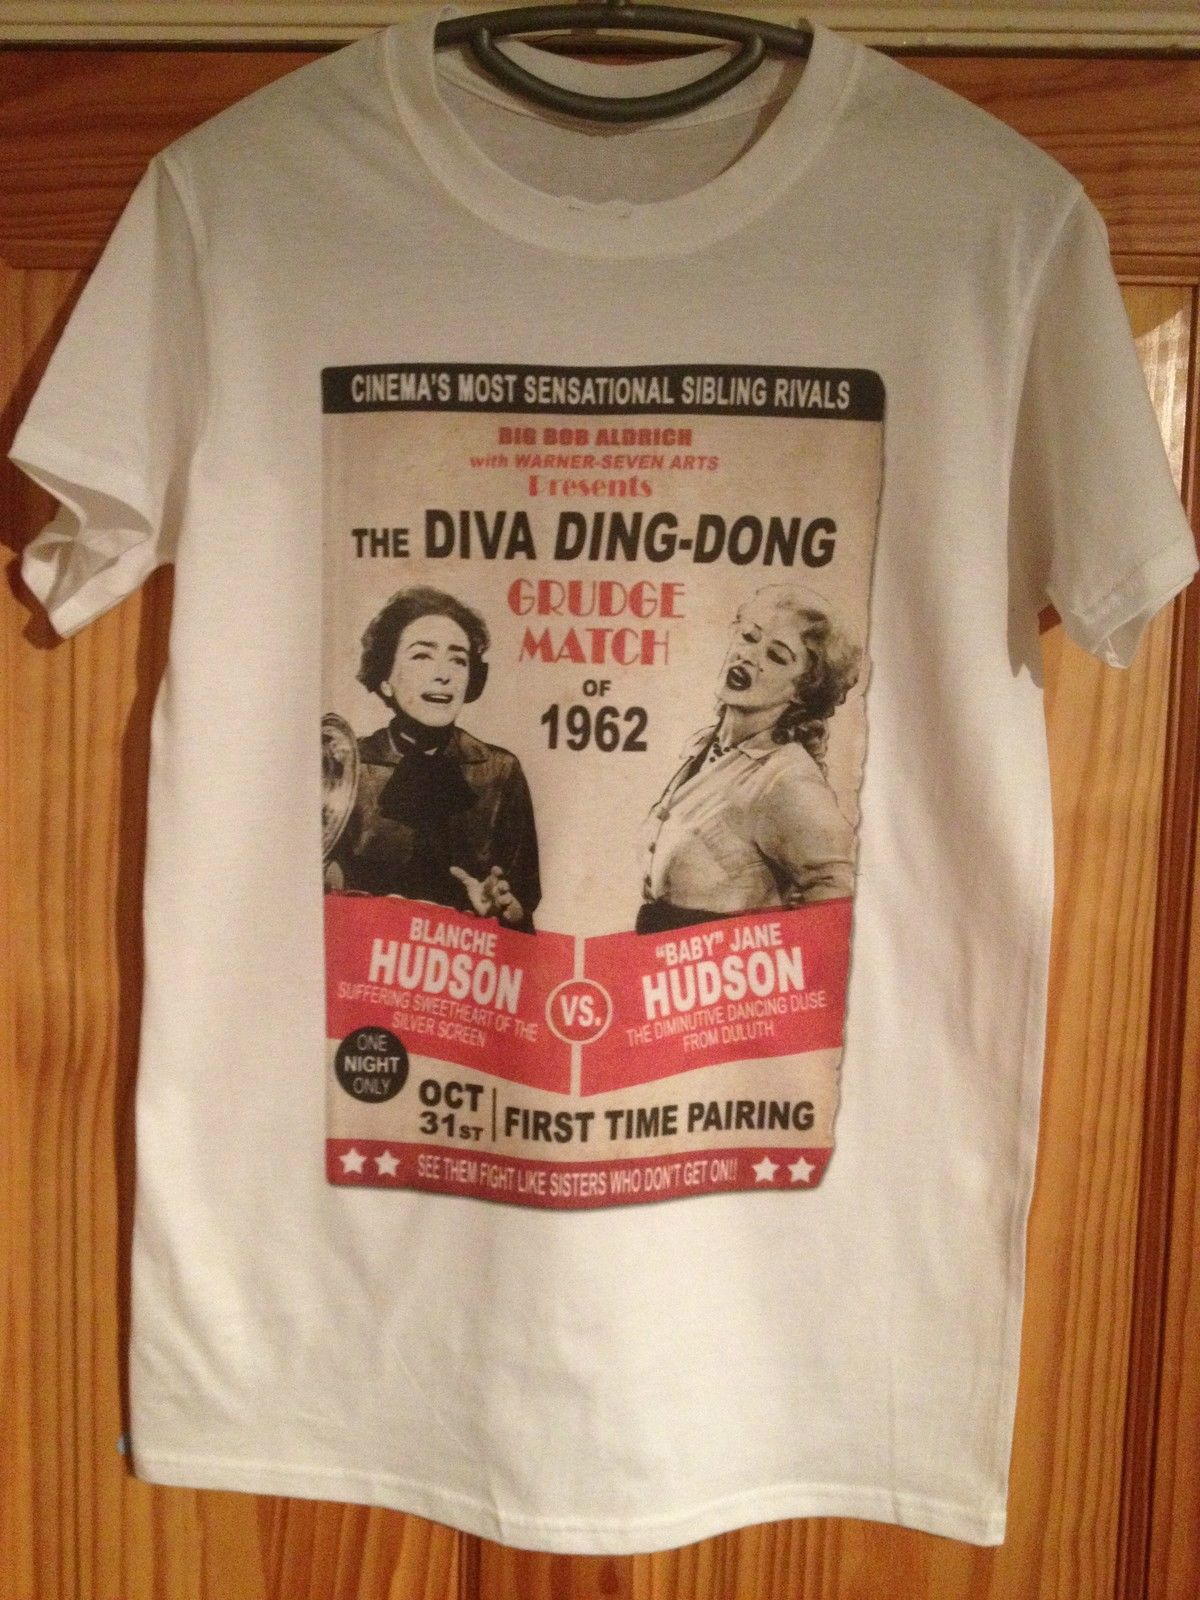 CINEMA'S MOST SENSATIONAL SIBLING RIVALS
BIG BOB ALDRICH
with WARNER-SEVEN ARTS
Presents
THE DIVA DING-DONG
GRUDGE
MATCH
OF
1962
BLANCHE
HUDSON
SUFFERING SWEETHEART OF THE
SILVER SCREEN
VS.
"BABY" JANE
HUDSON
THE DIMINUTIVE DANCING DUSE
FROM DULUTH
ONE
NIGHT
ONLY
OCT
31ST
FIRST TIME PAIRING
SEE THEM FIGHT LIKE SISTERS WHO DON'T GET ON!!